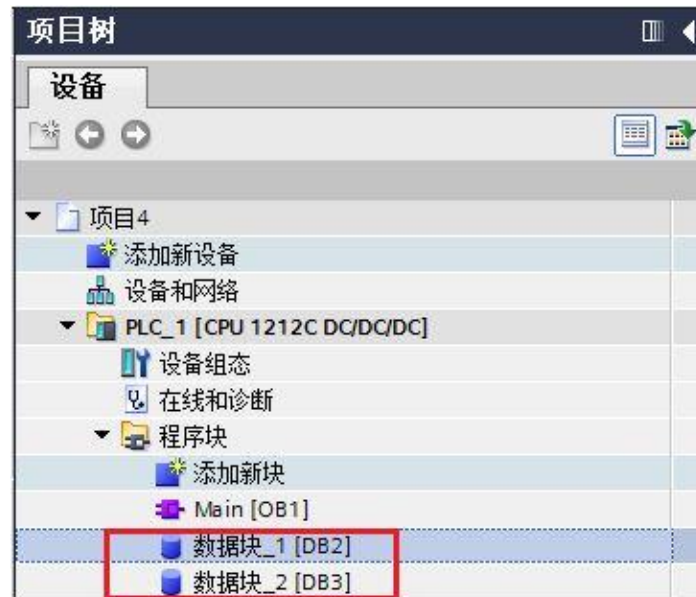 项目树
设备
项目4
添加新设备
设备和网络
PLC_1 [CPU 1212C DC/DC/DC]
设备组态
在线和诊断
程序块
添加新块
Main [OB1]
数据块_1 [DB2]
数据块_2 [DB3]